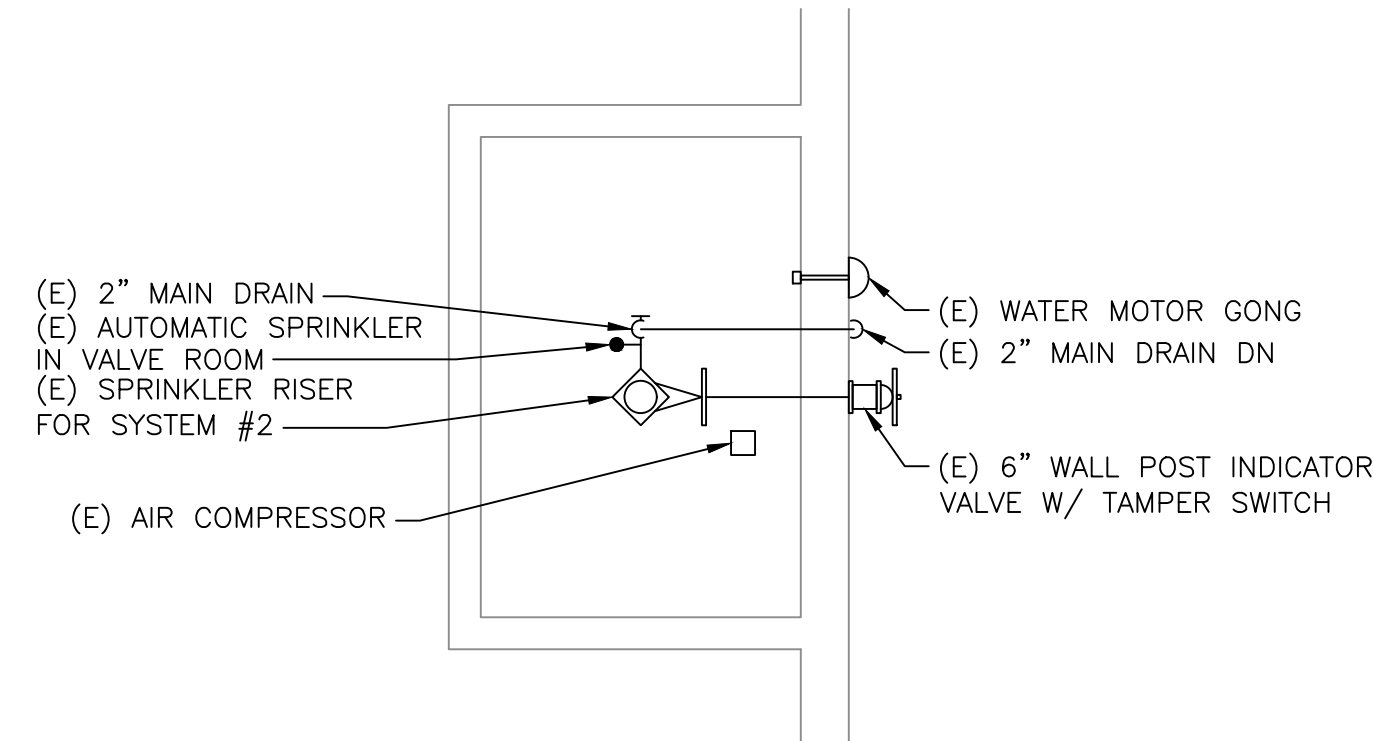 (E) 2” MAIN DRAIN
(E) AUTOMATIC SPRINKLER
IN VALVE ROOM
(E) SPRINKLER RISER
FOR SYSTEM #2
(E) AIR COMPRESSOR
(E) WATER MOTOR GONG
(E) 2” MAIN DRAIN DN
(E) 6” WALL POST INDICATOR
VALVE W/ TAMPER SWITCH